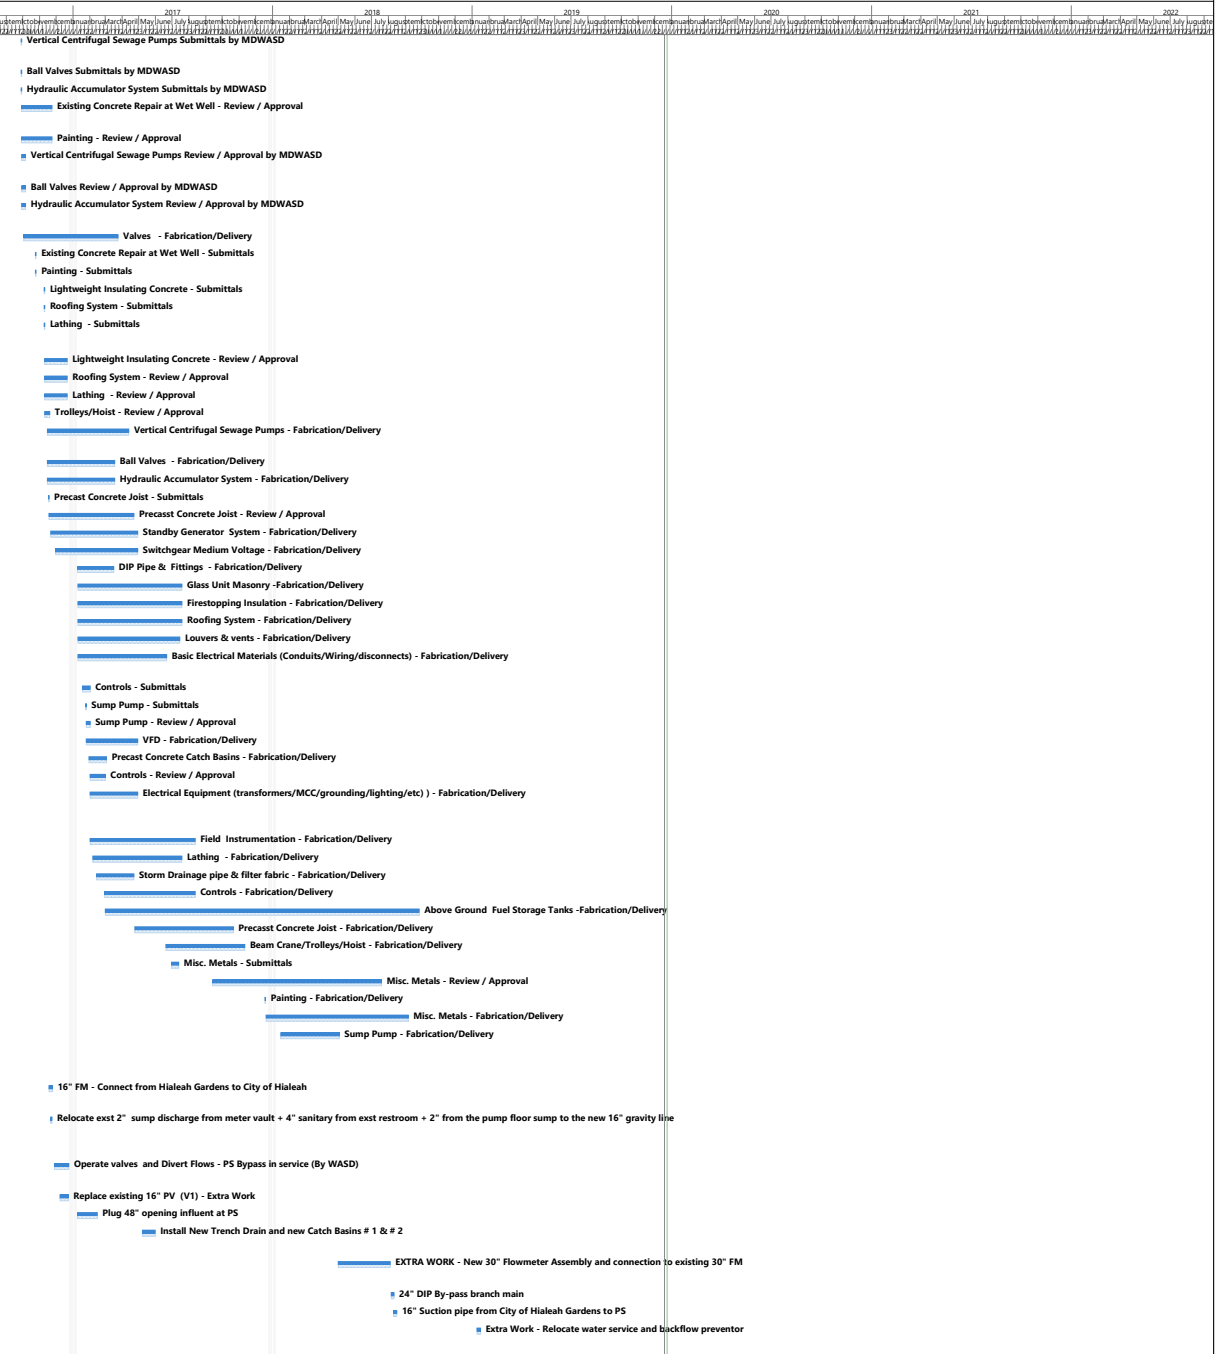 2017 2018 2019 2020 2021 2022
Vertical Centrifugal Sewage Pumps Submittals by MDWASD
Ball Valves Submittals by MDWASD
Hydraulic Accumulator System Submittals by MDWASD
Existing Concrete Repair at Wet Well - Review / Approval
Painting - Review / Approval
Vertical Centrifugal Sewage Pumps Review / Approval by MDWASD
Ball Valves Review / Approval by MDWASD
Hydraulic Accumulator System Review / Approval by MDWASD
Valves - Fabrication/Delivery
Existing Concrete Repair at Wet Well - Submittals
Painting - Submittals
Lightweight Insulating Concrete - Submittals
Roofing System - Submittals
Lathing - Submittals
Lightweight Insulating Concrete - Review / Approval
Roofing System - Review / Approval
Lathing - Review / Approval
Trolleys/Hoist - Review / Approval
Vertical Centrifugal Sewage Pumps - Fabrication/Delivery
Ball Valves - Fabrication/Delivery
Hydraulic Accumulator System - Fabrication/Delivery
Precast Concrete Joist - Submittals
Precasst Concrete Joist - Review / Approval
Standby Generator System - Fabrication/Delivery
Switchgear Medium Voltage - Fabrication/Delivery
DIP Pipe & Fittings - Fabrication/Delivery
Glass Unit Masonry -Fabrication/Delivery
Firestopping Insulation - Fabrication/Delivery
Roofing System - Fabrication/Delivery
Louvers & vents - Fabrication/Delivery
Basic Electrical Materials (Conduits/Wiring/disconnects) - Fabrication/Delivery
Controls - Submittals
Sump Pump - Submittals
Sump Pump - Review / Approval
VFD - Fabrication/Delivery
Precast Concrete Catch Basins - Fabrication/Delivery
Controls - Review / Approval
Electrical Equipment (transformers/MCC/grounding/lighting/etc) ) - Fabrication/Delivery
Field Instrumentation - Fabrication/Delivery
Lathing - Fabrication/Delivery
Storm Drainage pipe & filter fabric - Fabrication/Delivery
Controls - Fabrication/Delivery
Above Ground Fuel Storage Tanks -Fabrication/Delivery
Precasst Concrete Joist - Fabrication/Delivery
Beam Crane/Trolleys/Hoist - Fabrication/Delivery
Misc. Metals - Submittals
Misc. Metals - Review / Approval
Painting - Fabrication/Delivery
Misc. Metals - Fabrication/Delivery
Sump Pump - Fabrication/Delivery
16" FM - Connect from Hialeah Gardens to City of Hialeah
Relocate exst 2" sump discharge from meter vault + 4" sanitary from exst restroom + 2" from the pump floor sump to the new 16" gravity line
Operate valves and Divert Flows - PS Bypass in service (By WASD)
Replace existing 16" PV (V1) - Extra Work
Plug 48" opening influent at PS
Install New Trench Drain and new Catch Basins # 1 & # 2
EXTRA WORK - New 30" Flowmeter Assembly and connection to existing 30" FM
24" DIP By-pass branch main
16" Suction pipe from City of Hialeah Gardens to PS
Extra Work - Relocate water service and backflow preventor